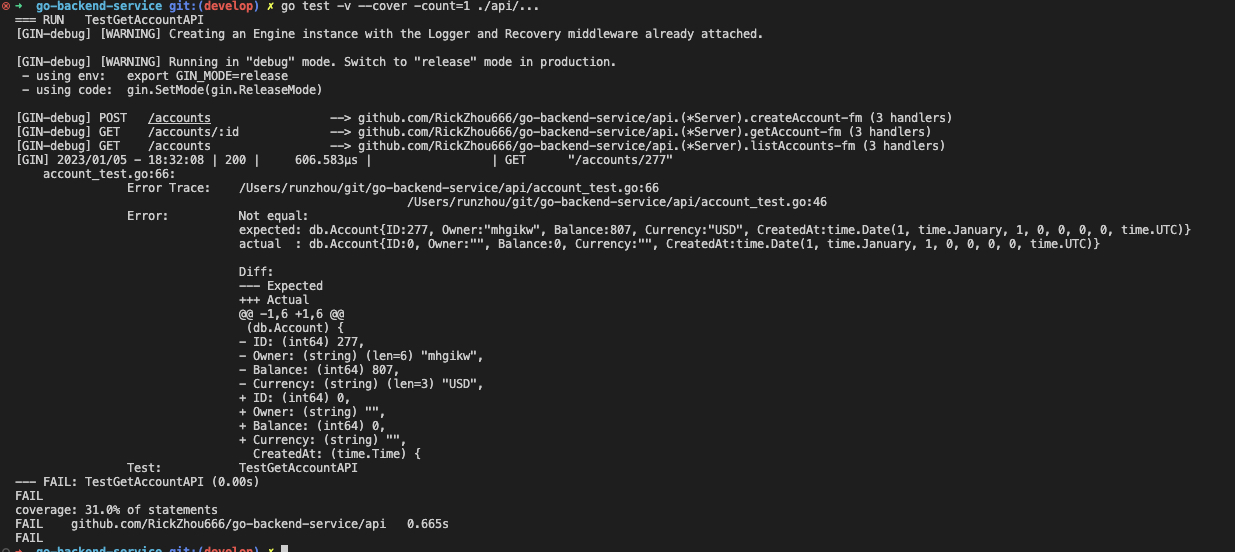 ➜ go-backend-service git:(develop) ✗ go test -v --cover -count=1 ./api/...
=== RUN   TestGetAccountAPI
[GIN-debug] [WARNING] Creating an Engine instance with the Logger and Recovery middleware already attached.
[GIN-debug] [WARNING] Running in "debug" mode. Switch to "release" mode in production.
- using env:   export GIN_MODE=release
- using code:  gin.SetMode(gin.ReleaseMode)
[GIN-debug] POST   /accounts                 --> github.com/RickZhou666/go-backend-service/api.(*Server).createAccount-fm (3 handlers)
[GIN-debug] GET    /accounts/:id             --> github.com/RickZhou666/go-backend-service/api.(*Server).getAccount-fm (3 handlers)
[GIN-debug] GET    /accounts                 --> github.com/RickZhou666/go-backend-service/api.(*Server).listAccounts-fm (3 handlers)
[GIN] 2023/01/05 - 18:32:08 | 200 |     606.583µs |                 | GET      "/accounts/277"
account_test.go:66:
Error Trace:    /Users/runzhou/git/go-backend-service/api/account_test.go:66
/Users/runzhou/git/go-backend-service/api/account_test.go:46
Error:          Not equal:
expected: db.Account{ID:277, Owner:"mhgikw", Balance:807, Currency:"USD", CreatedAt:time.Date(1, time.January, 1, 0, 0, 0, 0, time.UTC)}
actual  : db.Account{ID:0, Owner:"", Balance:0, Currency:"", CreatedAt:time.Date(1, time.January, 1, 0, 0, 0, 0, time.UTC)}
Diff:
--- Expected
+++ Actual
@@ -1,6 +1,6 @@
(db.Account) {
- ID: (int64) 277,
- Owner: (string) (len=6) "mhgikw",
- Balance: (int64) 807,
- Currency: (string) (len=3) "USD",
+ ID: (int64) 0,
+ Owner: (string) "",
+ Balance: (int64) 0,
+ Currency: (string) "",
CreatedAt: (time.Time) {
Test:           TestGetAccountAPI
--- FAIL: TestGetAccountAPI (0.00s)
FAIL
coverage: 31.0% of statements
FAIL    github.com/RickZhou666/go-backend-service/api   0.665s
FAIL
➜ go-backend-service git:(develop) ✗